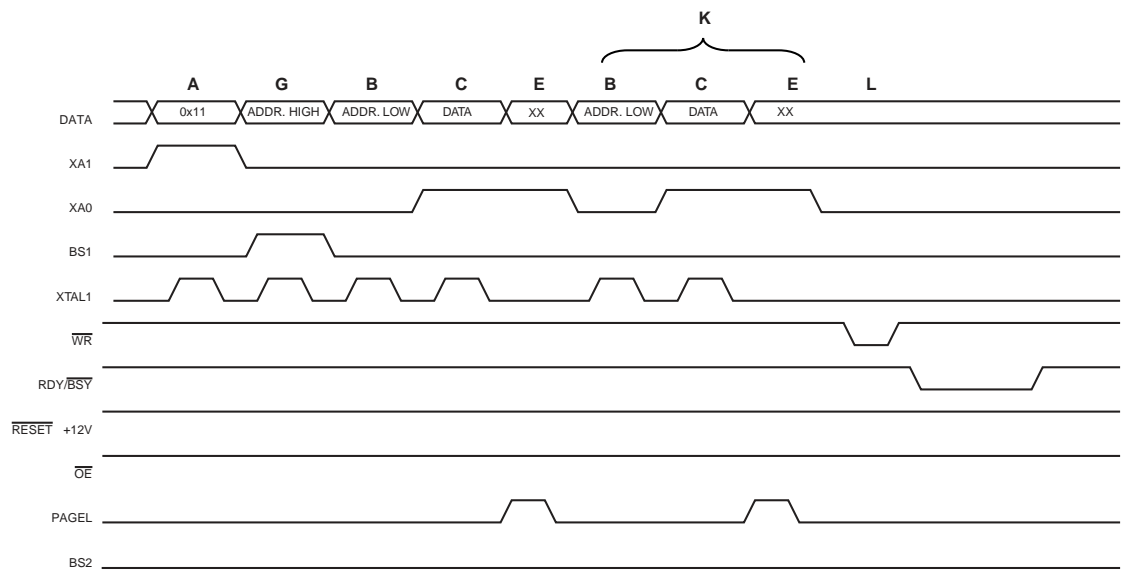 K
A G B C E B C E L
DATA 0x11 ADDR. HIGH ADDR. LOW DATA XX ADDR. LOW DATA XX
XA1
XA0
BS1
XTAL1
WR
RDY/BSY
RESET +12V
OE
PAGEL
BS2